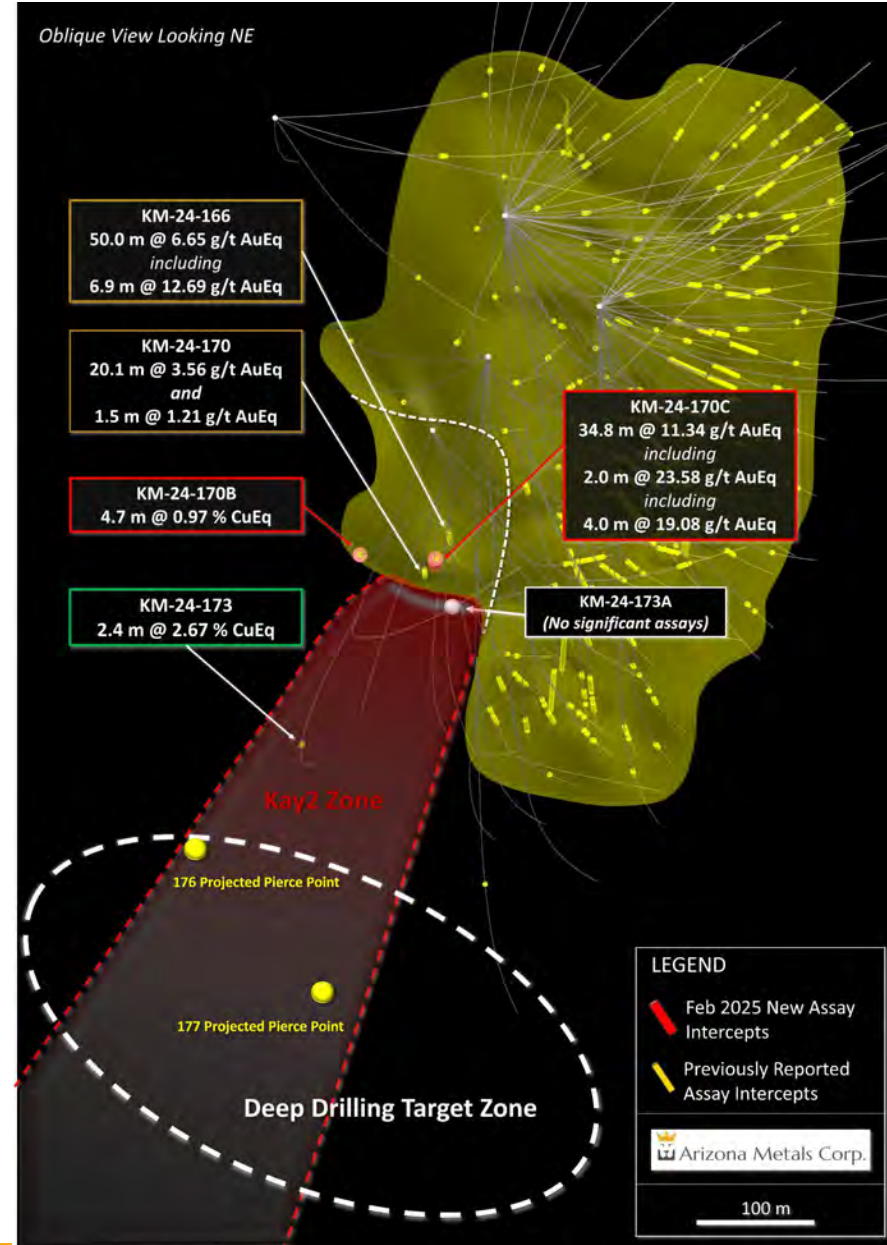 Oblique View Looking NE
KM-24-166
50.0 m @ 6.65 g/t AuEq
including
6.9 m @ 12.69 g/t AuEq
KM-24-170
20.1 m @ 3.56 g/t AuEq
and
1.5 m @ 1.21 g/t AuEq
KM-24-170C
34.8 m @ 11.34 g/t AuEq
including
2.0 m @ 23.58 g/t AuEq
including
4.0 m @ 19.08 g/t AuEq
KM-24-170B
4.7 m @ 0.97 % CuEq
KM-24-173
2.4 m @ 2.67 % CuEq
KM-24-173A
(No significant assays)
Kay2 Zone
176 Projected Pierce Point
177 Projected Pierce Point
Deep Drilling Target Zone
LEGEND
Feb 2025 New Assay
Intercepts
Previously Reported
Assay Intercepts
Arizona Metals Corp.
100 m